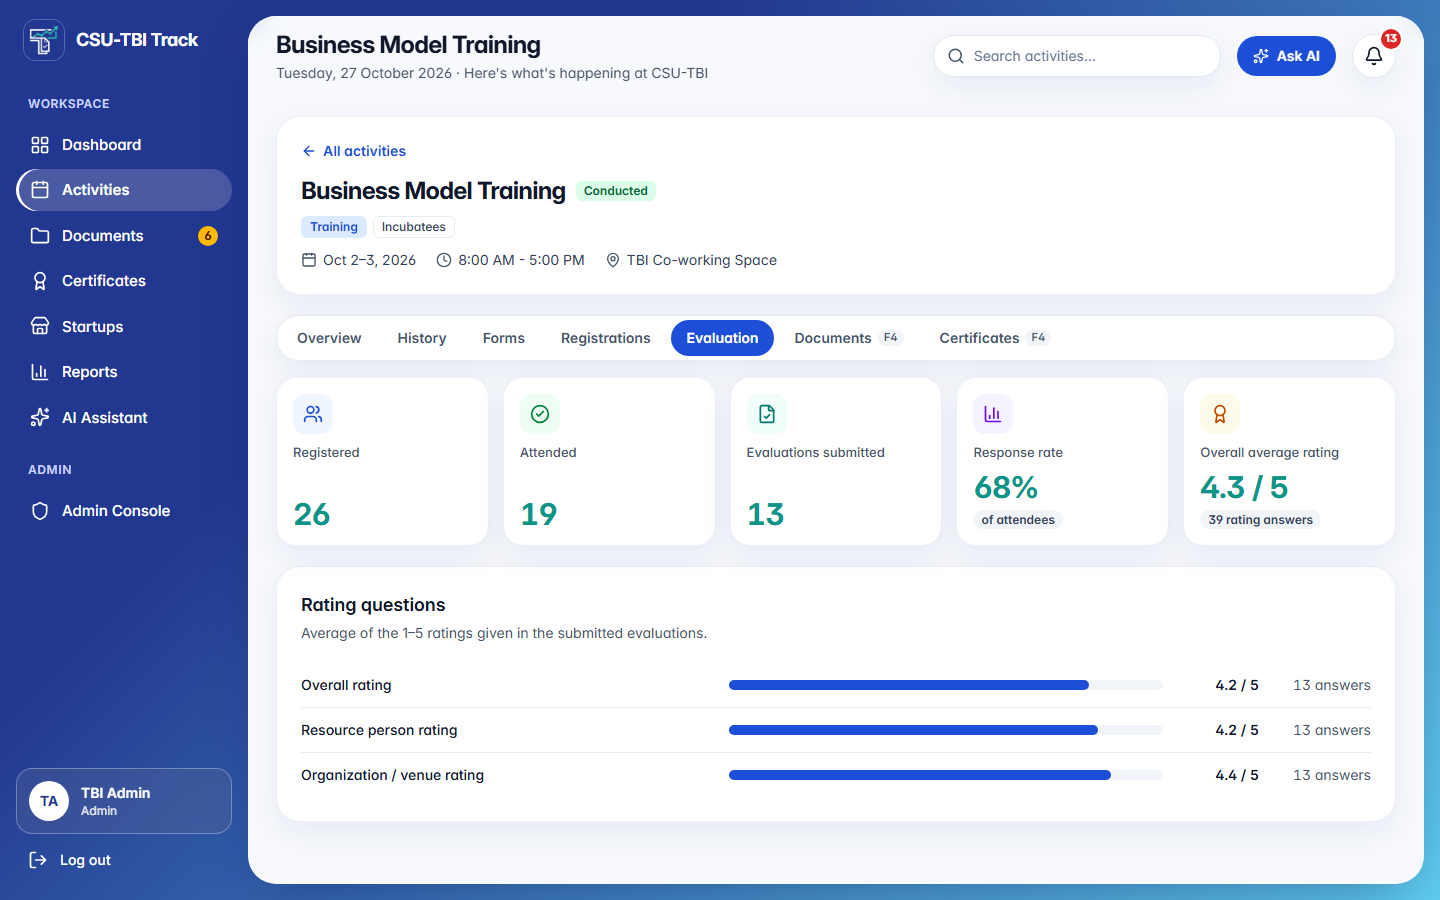 CSU-TBI Track
WORKSPACE
Dashboard
Activities
Documents 6
Certificates
Startups
Reports
AI Assistant
ADMIN
Admin Console
TA
TBI Admin
Admin
Log out
Business Model Training
Tuesday, 27 October 2026 · Here's what's happening at CSU-TBI
Search activities...
Ask AI
13
All activities
Business Model Training Conducted
Training Incubatees
Oct 2–3, 2026 8:00 AM - 5:00 PM TBI Co-working Space
Overview History Forms Registrations Evaluation Documents F4 Certificates F4
Registered
26
Attended
19
Evaluations submitted
13
Response rate
68%
of attendees
Overall average rating
4.3 / 5
39 rating answers
Rating questions
Average of the 1–5 ratings given in the submitted evaluations.
Overall rating 4.2 / 5 13 answers
Resource person rating 4.2 / 5 13 answers
Organization / venue rating 4.4 / 5 13 answers